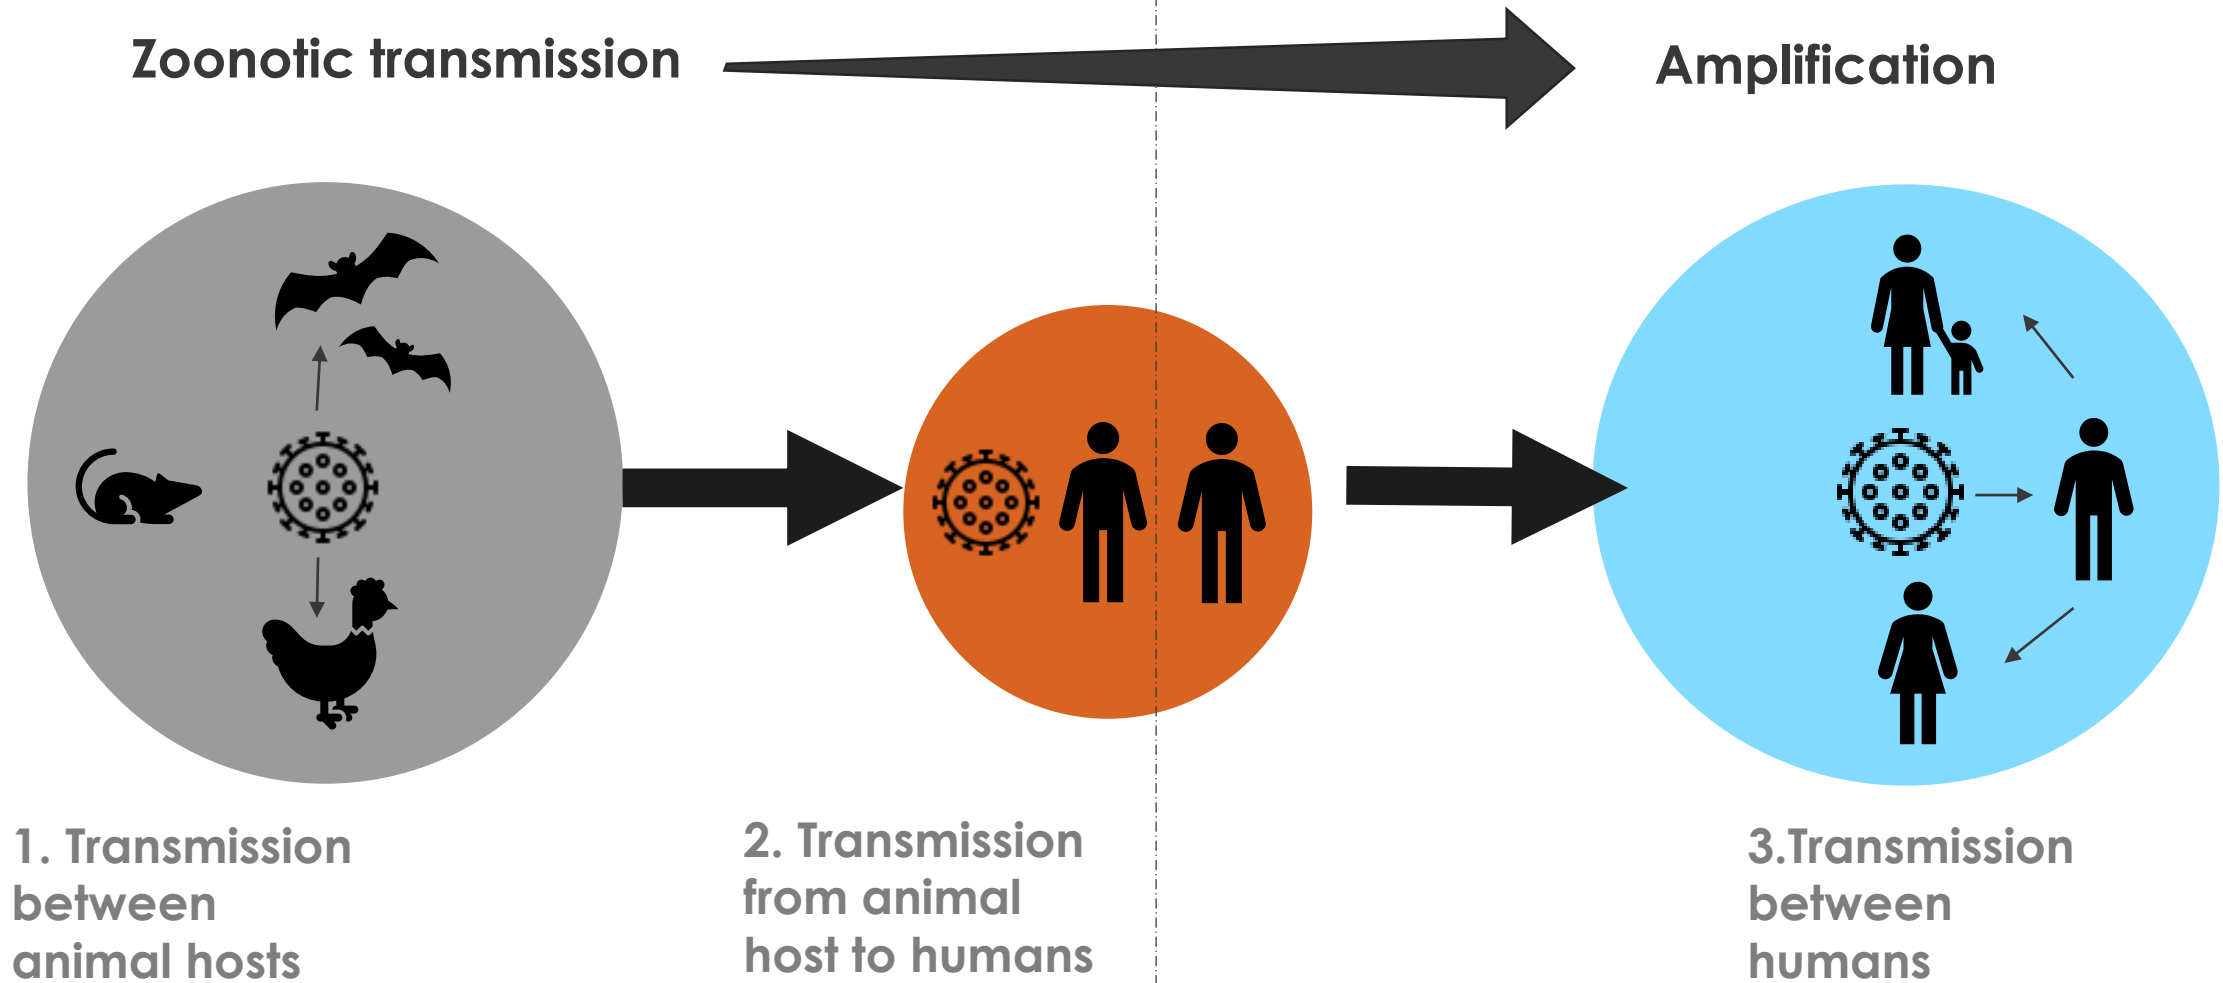 Zoonotic transmission
Amplification
1. Transmission
between
animal hosts
2. Transmission
from animal
host to humans
3.Transmission
between
humans